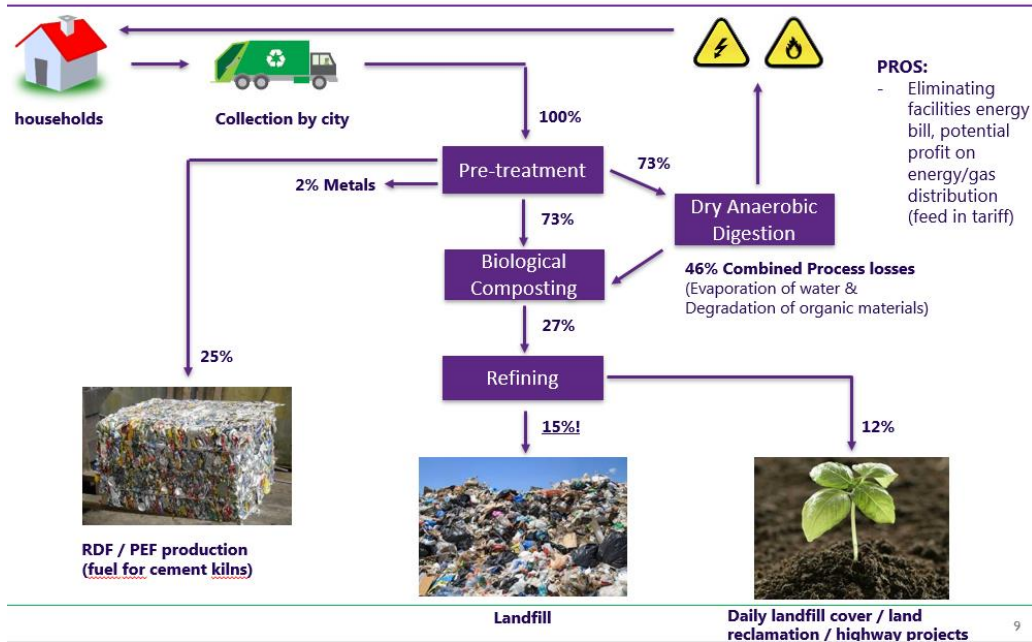 households
Collection by city
PROS:
- Eliminating
facilities energy
bill, potential
profit on
energy/gas
distribution
(feed in tariff)
100%
Pre-treatment
73%
2% Metals
73%
Dry Anaerobic
Digestion
Biological
Composting
46% Combined Process losses
(Evaporation of water &
Degradation of organic materials)
27%
25%
Refining
15%!
12%
RDF / PEF production
(fuel for cement kilns)
Landfill
Daily landfill cover / land
reclamation / highway projects
9